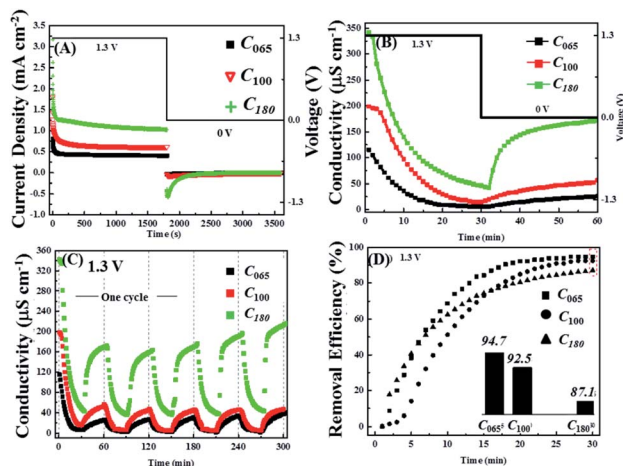 (A)
1.3 V
C065
C100
C180
0 V
Current Density (mA cm-2)
3.5
3.0
2.5
2.0
1.5
1.0
0.5
0.0
-0.5
-1.0
Voltage (V)
1.3
0.0
-1.3
0 500 1000 1500 2000 2500 3000 3500
Time (s)
(B)
1.3 V
C065
C100
C180
0 V
Conductivity (μS cm-1)
350
300
250
200
150
100
50
0
Voltage (V)
1.3
0.0
-1.3
0 10 20 30 40 50 60
Time (min)
(C) 1.3 V
C065
C100
C180
One cycle
Conductivity (μS cm-1)
360
320
280
240
200
160
120
80
40
0
0 60 120 180 240 300
Time (min)
(D)
1.3 V
C065
C100
C180
Removal Efficiency (%)
100
90
80
70
60
50
40
30
20
10
0
94.7
92.5
87.1
C065 C100 C180
0 5 10 15 20 25 30
Time (min)